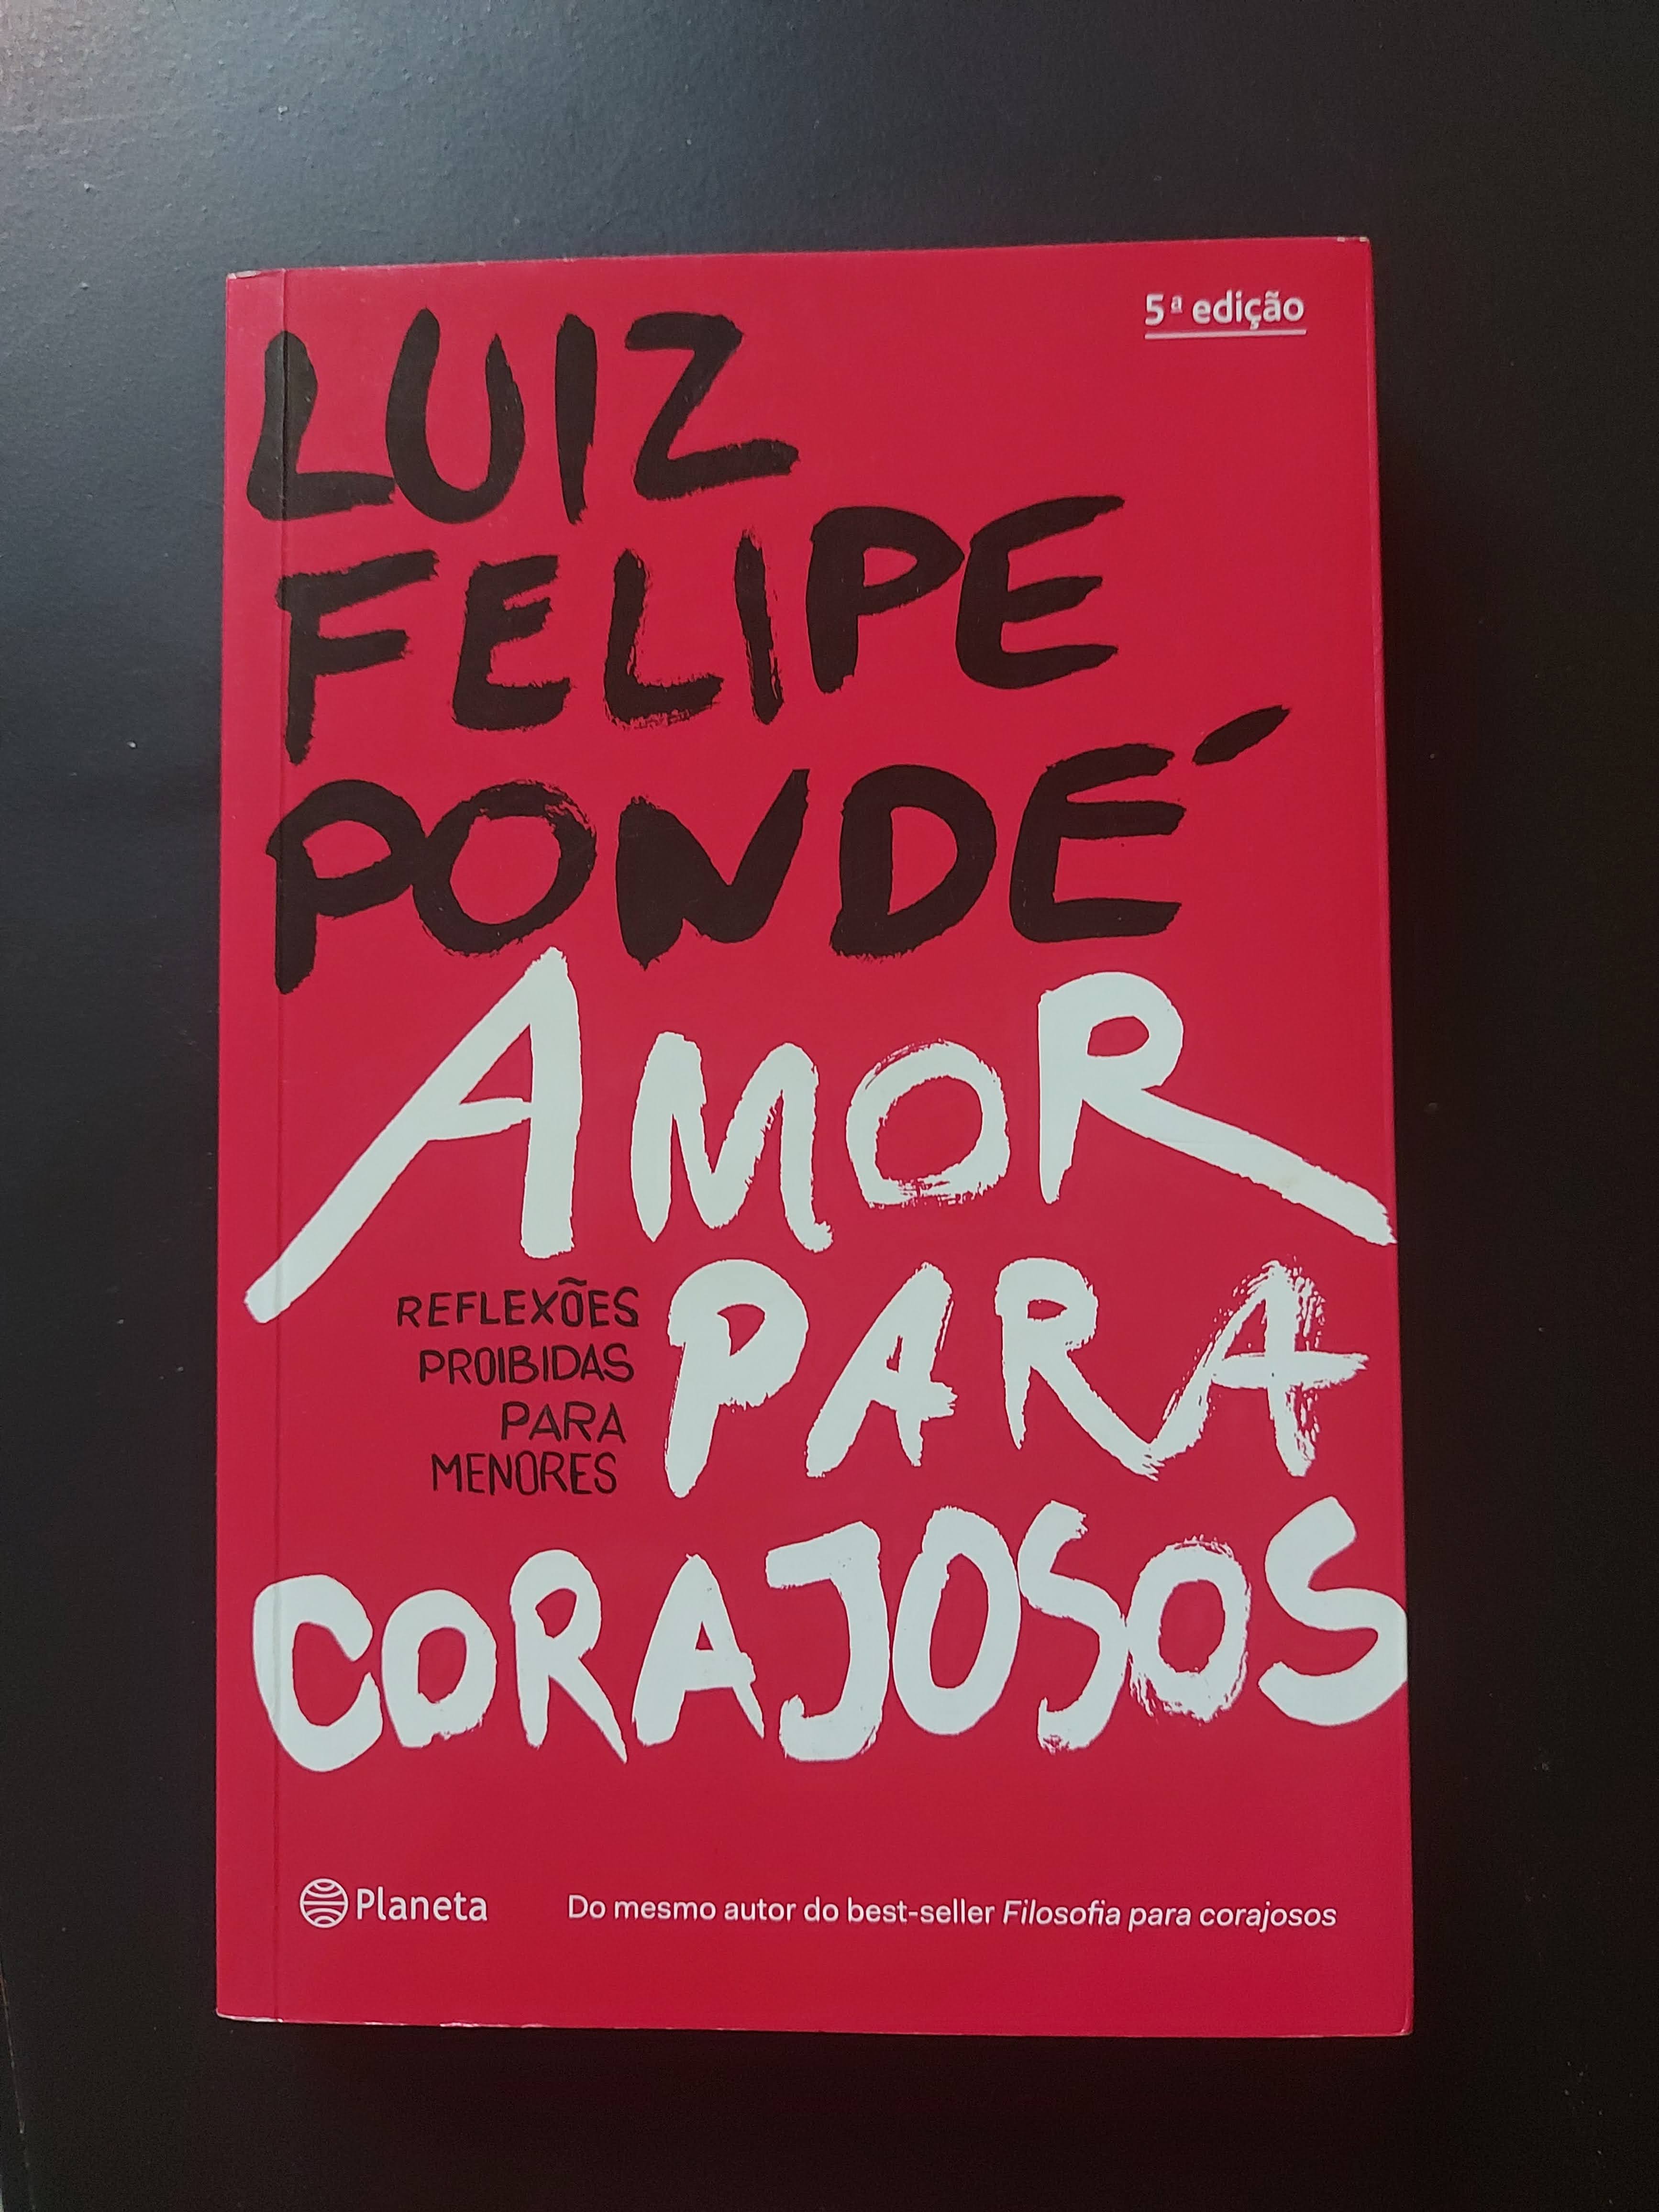 5ª edição
LUIZ
FELIPE
PONDÉ
AMOR
REFLEXÕES
PROIBIDAS
PARA
MENORES
PARA
CORAJOSOS
Planeta
Do mesmo autor do best-seller Filosofia para corajosos